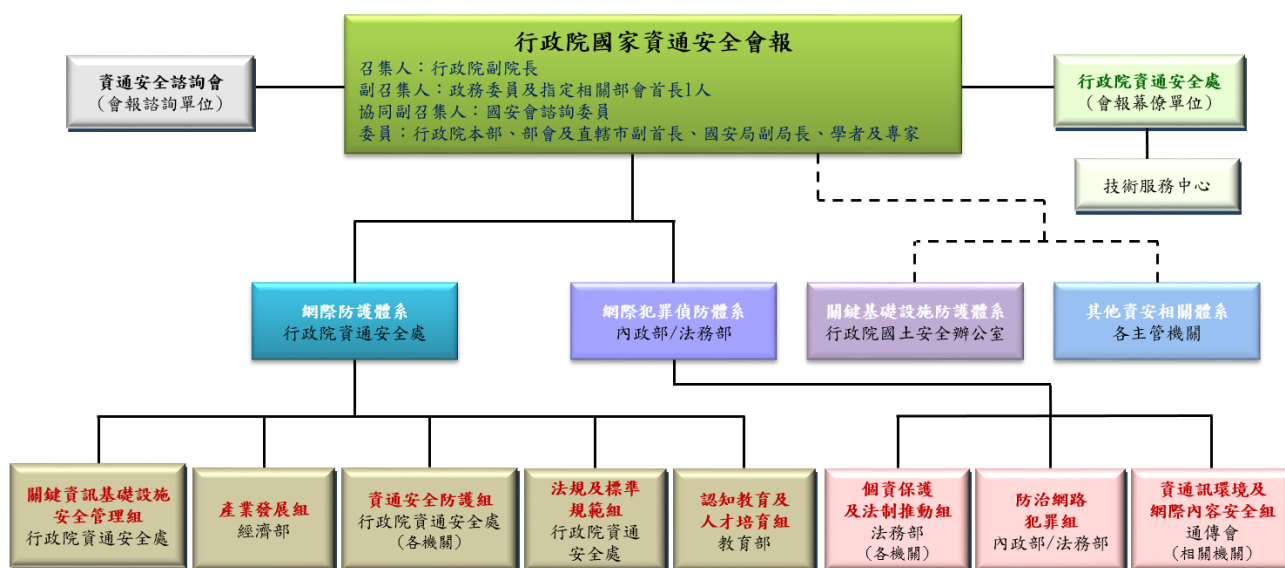 行政院國家資通安全會報
召集人：行政院副院長
副召集人：政務委員及指定相關部會首長1人
協同副召集人：國安會諮詢委員
委員：行政院本部、部會及直轄市副首長、國安局副局長、學者及專家
資通安全諮詢會
(會報諮詢單位)
行政院資通安全處
(會報幕僚單位)
技術服務中心
網際防護體系
行政院資通安全處
網際犯罪偵防體系
內政部/法務部
關鍵基礎設施防護體系
行政院國土安全辦公室
其他資安相關體系
各主管機關
關鍵資訊基礎設施
安全管理組
行政院資通安全處
產業發展組
經濟部
資通安全防護組
行政院資通安全處
(各機關)
法規及標準
規範組
行政院資通
安全處
認知教育及
人才培育組
教育部
個資保護
及法制推動組
法務部
(各機關)
防治網路
犯罪組
內政部/法務部
資通訊環境及
網際內容安全組
通傳會
(相關機關)